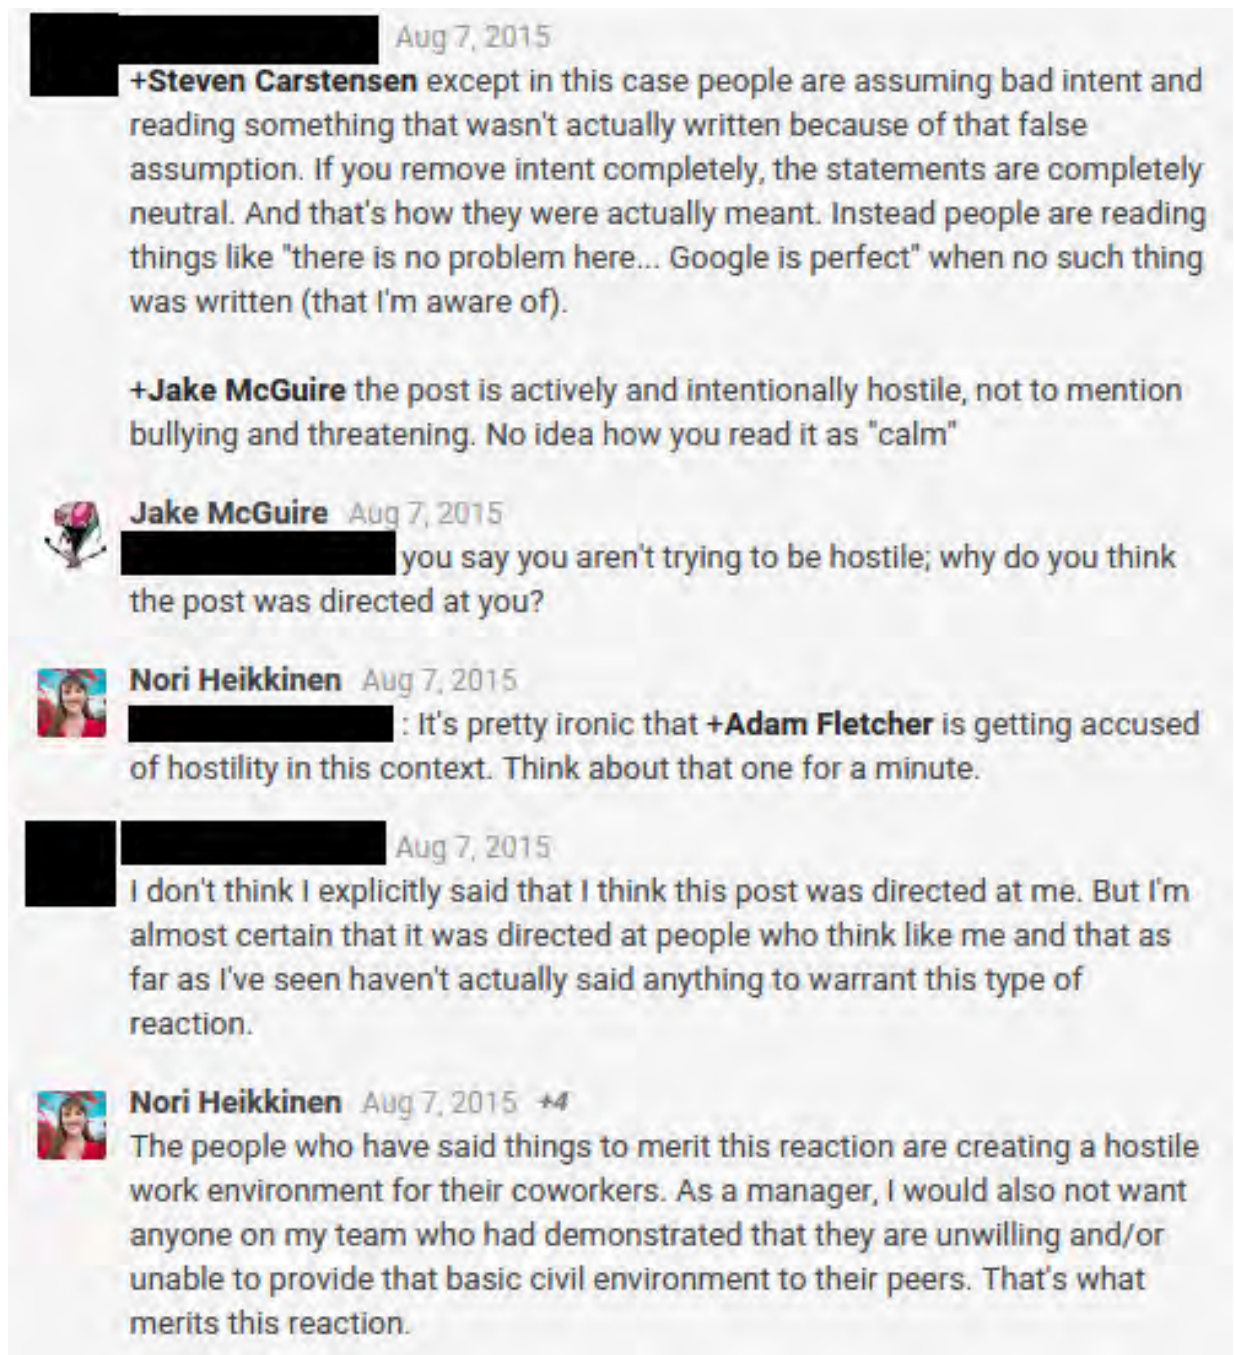 Aug 7, 2015
+Steven Carstensen except in this case people are assuming bad intent and
reading something that wasn't actually written because of that false
assumption. If you remove intent completely, the statements are completely
neutral. And that's how they were actually meant. Instead people are reading
things like "there is no problem here... Google is perfect" when no such thing
was written (that I'm aware of).
+Jake McGuire the post is actively and intentionally hostile, not to mention
bullying and threatening. No idea how you read it as "calm"
Jake McGuire Aug 7, 2015
you say you aren't trying to be hostile; why do you think
the post was directed at you?
Nori Heikkinen Aug 7, 2015
: It's pretty ironic that +Adam Fletcher is getting accused
of hostility in this context. Think about that one for a minute.
Aug 7, 2015
I don't think I explicitly said that I think this post was directed at me. But I'm
almost certain that it was directed at people who think like me and that as
far as I've seen haven't actually said anything to warrant this type of
reaction.
Nori Heikkinen Aug 7, 2015 +4
The people who have said things to merit this reaction are creating a hostile
work environment for their coworkers. As a manager, I would also not want
anyone on my team who had demonstrated that they are unwilling and/or
unable to provide that basic civil environment to their peers. That's what
merits this reaction.